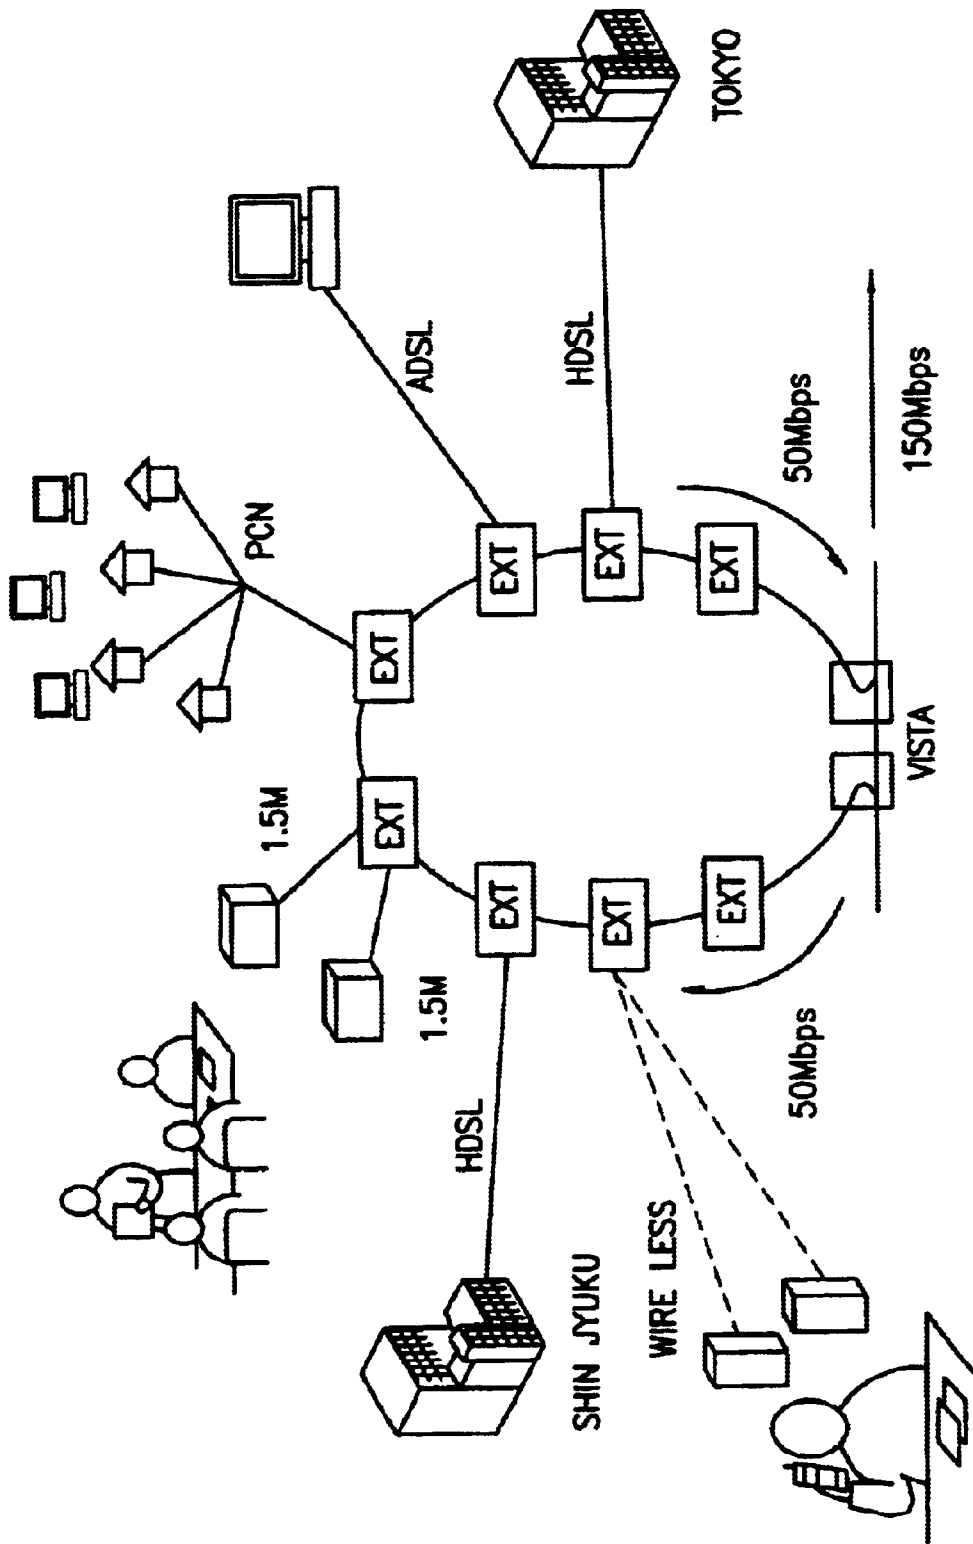 PCN
1.5M
1.5M
ADSL
HDSL
HDSL
SHIN JYUKU
TOKYO
WIRE LESS
EXT
EXT
EXT
EXT
EXT
EXT
EXT
EXT
50Mbps
50Mbps
VISTA
150Mbps